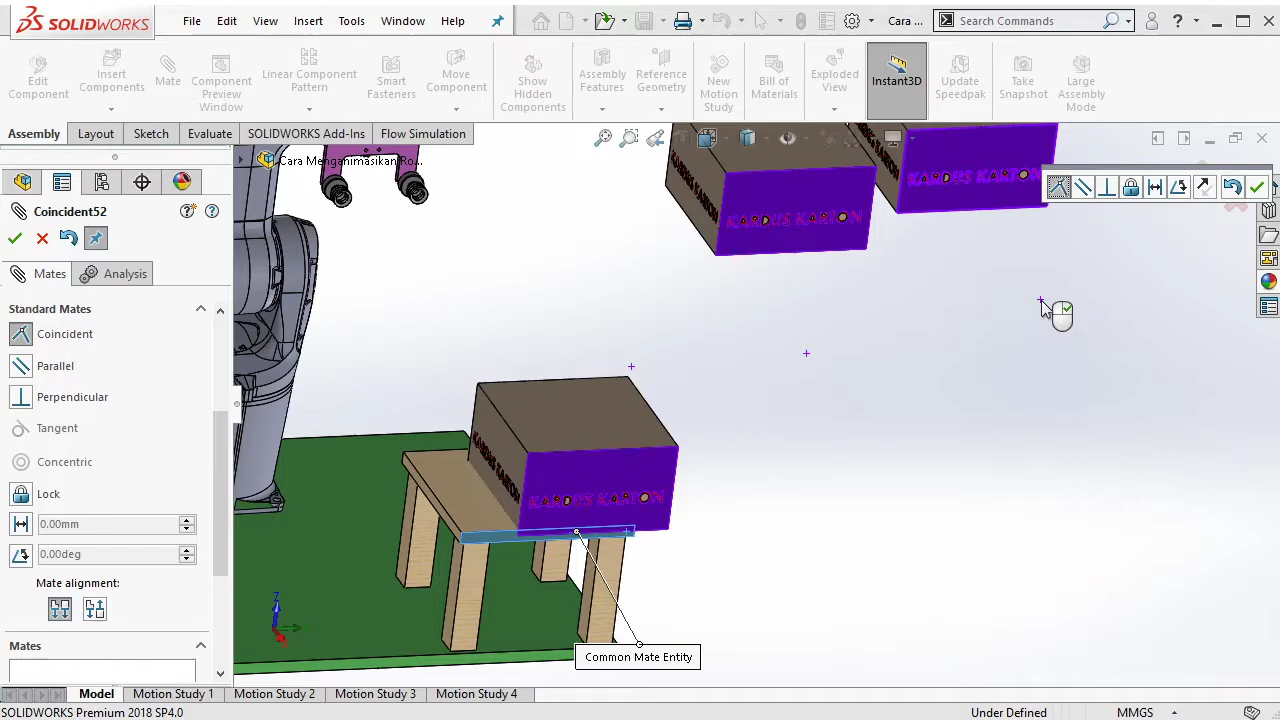 SOLIDWORKS
File Edit View Insert Tools Window Help
Cara ...
Search Commands
Edit Component
Insert Components
Mate
Component Preview Window
Linear Component Pattern
Smart Fasteners
Move Component
Show Hidden Components
Assembly Features
Reference Geometry
New Motion Study
Bill of Materials
Exploded View
Instant3D
Update Speedpak
Take Snapshot
Large Assembly Mode
Assembly Layout Sketch Evaluate SOLIDWORKS Add-Ins Flow Simulation
Cara Menganimasikan Ro...
Coincident52
Mates Analysis
Standard Mates
Coincident
Parallel
Perpendicular
Tangent
Concentric
Lock
0.00mm
0.00deg
Mate alignment:
Mates
KARDUS KARTON
KARDUS KARTON
KARDUS KARTON
KARDUS KARTON
KARDUS KARTON
Z
Common Mate Entity
Model Motion Study 1 Motion Study 2 Motion Study 3 Motion Study 4
SOLIDWORKS Premium 2018 SP4.0
Under Defined
MMGS